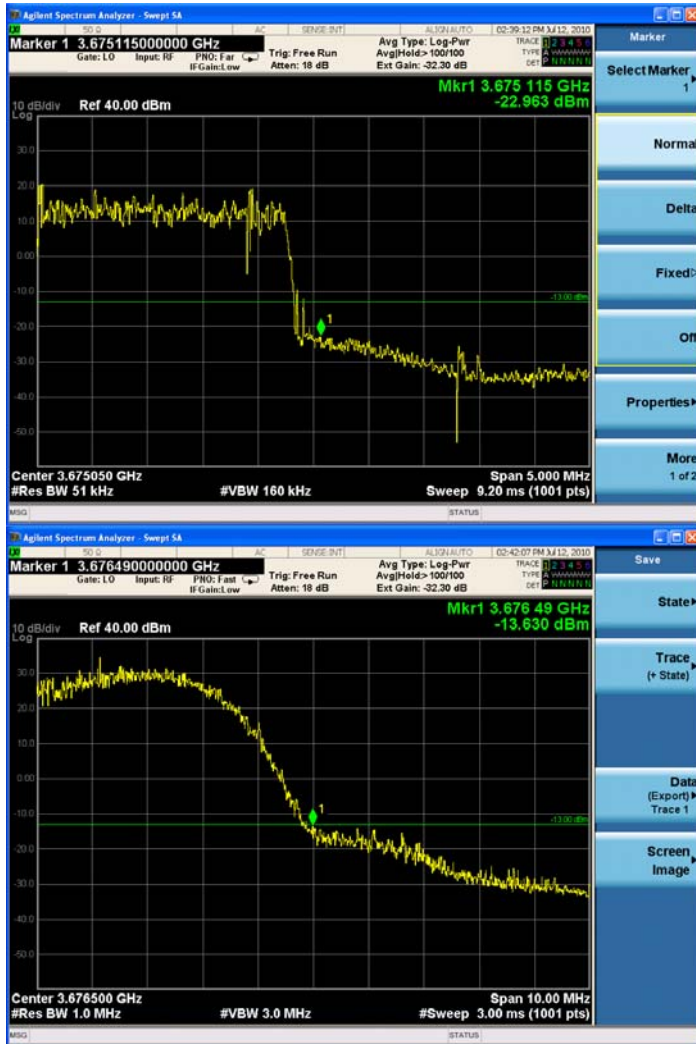 Agilent Spectrum Analyzer - Swept SA
50 Ω AC SENSE:INT ALIGN AUTO 02:39:12 PM Jul 12, 2010
Marker 1 3.675115000000 GHz
Gate: LO Input: RF PNO: Far IFGain:Low
Trig: Free Run
Atten: 18 dB
Avg Type: Log-Pwr
Avg|Hold:>100/100
Ext Gain: -32.30 dB
TRACE 1 2 3 4 5 6
TYPE A
DET P N N N N N
Mkr1 3.675 115 GHz
-22.963 dBm
10 dB/div Ref 40.00 dBm
Log
30.0
20.0
10.0
0.00
-10.0
-13.00 dBm
-20.0
1
-30.0
-40.0
-50.0
Center 3.675050 GHz Span 5.000 MHz
#Res BW 51 kHz #VBW 160 kHz Sweep 9.20 ms (1001 pts)
MSG STATUS
Marker
Select Marker
1
Normal
Delta
Fixed
Off
Properties
More
1 of 2
Agilent Spectrum Analyzer - Swept SA
50 Ω AC SENSE:INT ALIGN AUTO 02:42:07 PM Jul 12, 2010
Marker 1 3.676490000000 GHz
Gate: LO Input: RF PNO: Fast IFGain:Low
Trig: Free Run
Atten: 18 dB
Avg Type: Log-Pwr
Avg|Hold:>100/100
Ext Gain: -32.30 dB
TRACE 1 2 3 4 5 6
TYPE A
DET P N N N N N
Mkr1 3.676 49 GHz
-13.630 dBm
10 dB/div Ref 40.00 dBm
Log
30.0
20.0
10.0
0.00
-10.0
1
-13.00 dBm
-20.0
-30.0
-40.0
-50.0
Center 3.676500 GHz Span 10.00 MHz
#Res BW 1.0 MHz #VBW 3.0 MHz #Sweep 3.00 ms (1001 pts)
MSG STATUS
Save
State
Trace
(+ State)
Data
(Export)
Trace 1
Screen
Image